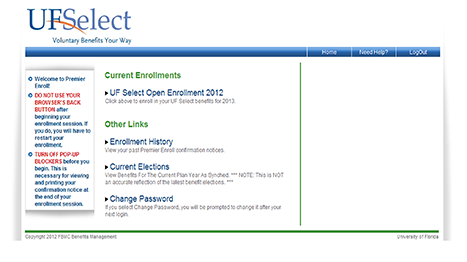 UFSelect
Voluntary Benefits Your Way
Home
Need Help?
LogOut
Welcome to Premier
Enroll!
DO NOT USE YOUR
BROWSER'S BACK
BUTTON after
beginning your
enrollment session. If
you do, you will have to
restart your
enrollment.
TURN OFF POP-UP
BLOCKERS before you
begin. This is necessary
for viewing
and printing your
confirmation notice at
the end of your
enrollment session.
Current Enrollments
UF Select Open Enrollment 2012
Click above to enroll in your UF Select benefits for 2013.
Other Links
Enrollment History
View your past Premier Enroll confirmation notices
Current Elections
View Benefits For The Current Plan Year As Synched. *** NOTE; This is NOT
an accurate reflection of the latest benefit elections. ***
Change Password
If you select Change Password, you will be prompted to change it after your
next login.
Copyright 2012 FBMC Benefits Management
University of Florida